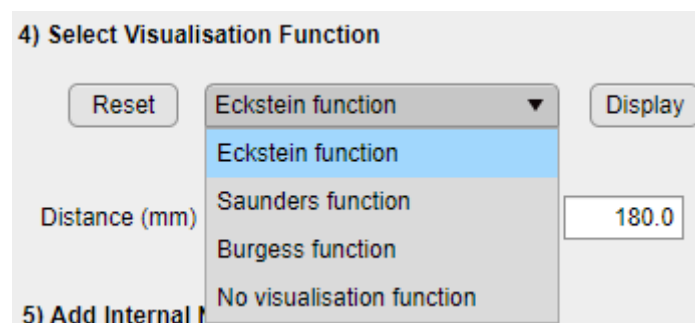 4) Select Visualisation Function
Reset
Eckstein function
Display
Eckstein function
Saunders function
Distance (mm)
180.0
Burgess function
No visualisation function
5) Add Internal